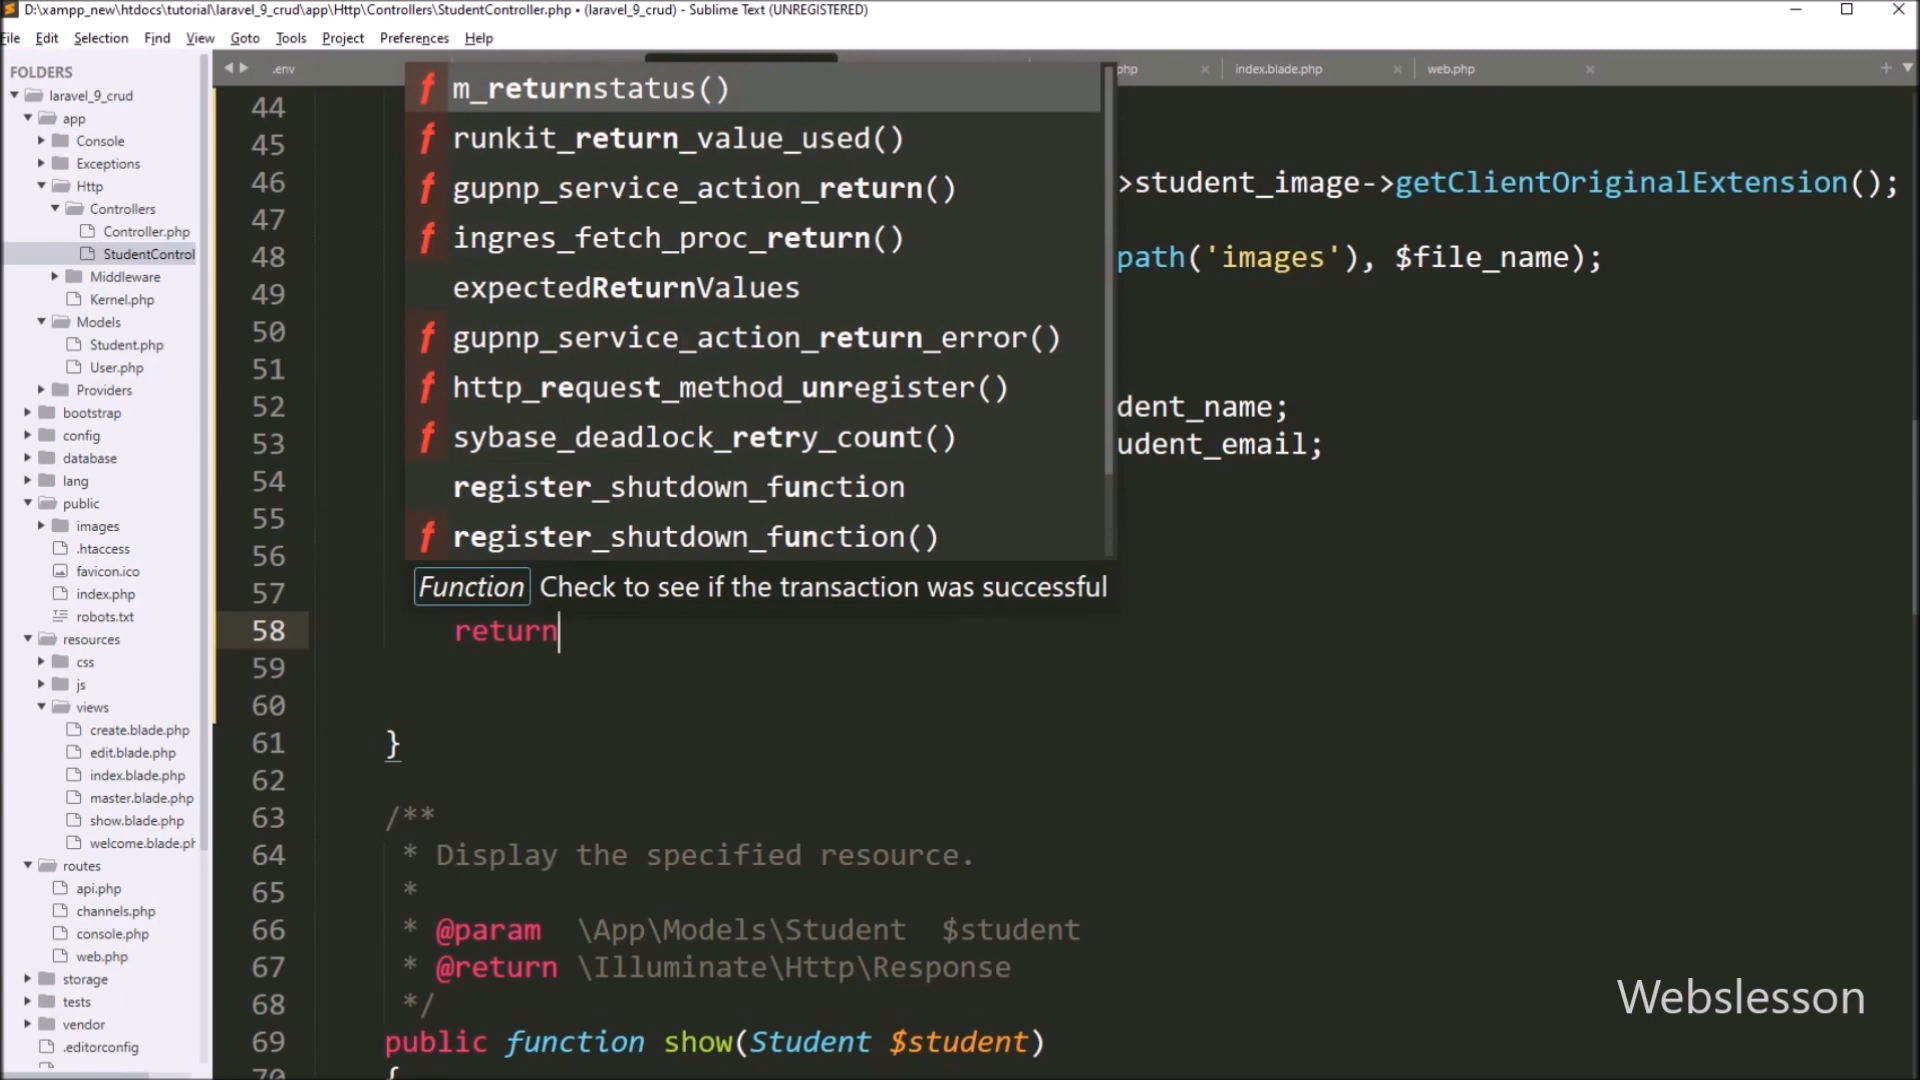 D:\xampp_new\htdocs\tutorial\laravel_9_crud\app\Http\Controllers\StudentController.php • (laravel_9_crud) - Sublime Text (UNREGISTERED)
File Edit Selection Find View Goto Tools Project Preferences Help
FOLDERS
laravel_9_crud
app
Console
Exceptions
Http
Controllers
Controller.php
StudentControl
Middleware
Kernel.php
Models
Student.php
User.php
Providers
bootstrap
config
database
lang
public
images
.htaccess
favicon.ico
index.php
robots.txt
resources
css
js
views
create.blade.php
edit.blade.php
index.blade.php
master.blade.php
show.blade.php
welcome.blade.ph
routes
api.php
channels.php
console.php
web.php
storage
tests
vendor
.editorconfig
.env php index.blade.php web.php
44
45
46 >student_image->getClientOriginalExtension();
47
48 path('images'), $file_name);
49
50
51
52 dent_name;
53 udent_email;
54
55
56
57
m_returnstatus()
runkit_return_value_used()
gupnp_service_action_return()
ingres_fetch_proc_return()
expectedReturnValues
gupnp_service_action_return_error()
http_request_method_unregister()
sybase_deadlock_retry_count()
register_shutdown_function
register_shutdown_function()
Function Check to see if the transaction was successful
58 return
59
60
61 }
62
63 /**
64 * Display the specified resource.
65 *
66 * @param \App\Models\Student $student
67 * @return \Illuminate\Http\Response
68 */
69 public function show(Student $student)
70 {
Webslesson